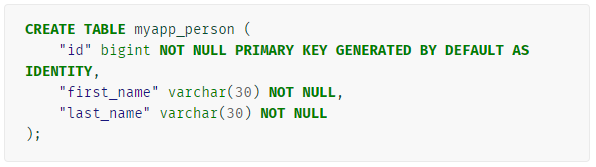 CREATE TABLE myapp_person (
    "id" bigint NOT NULL PRIMARY KEY GENERATED BY DEFAULT AS
IDENTITY,
    "first_name" varchar(30) NOT NULL,
    "last_name" varchar(30) NOT NULL
);